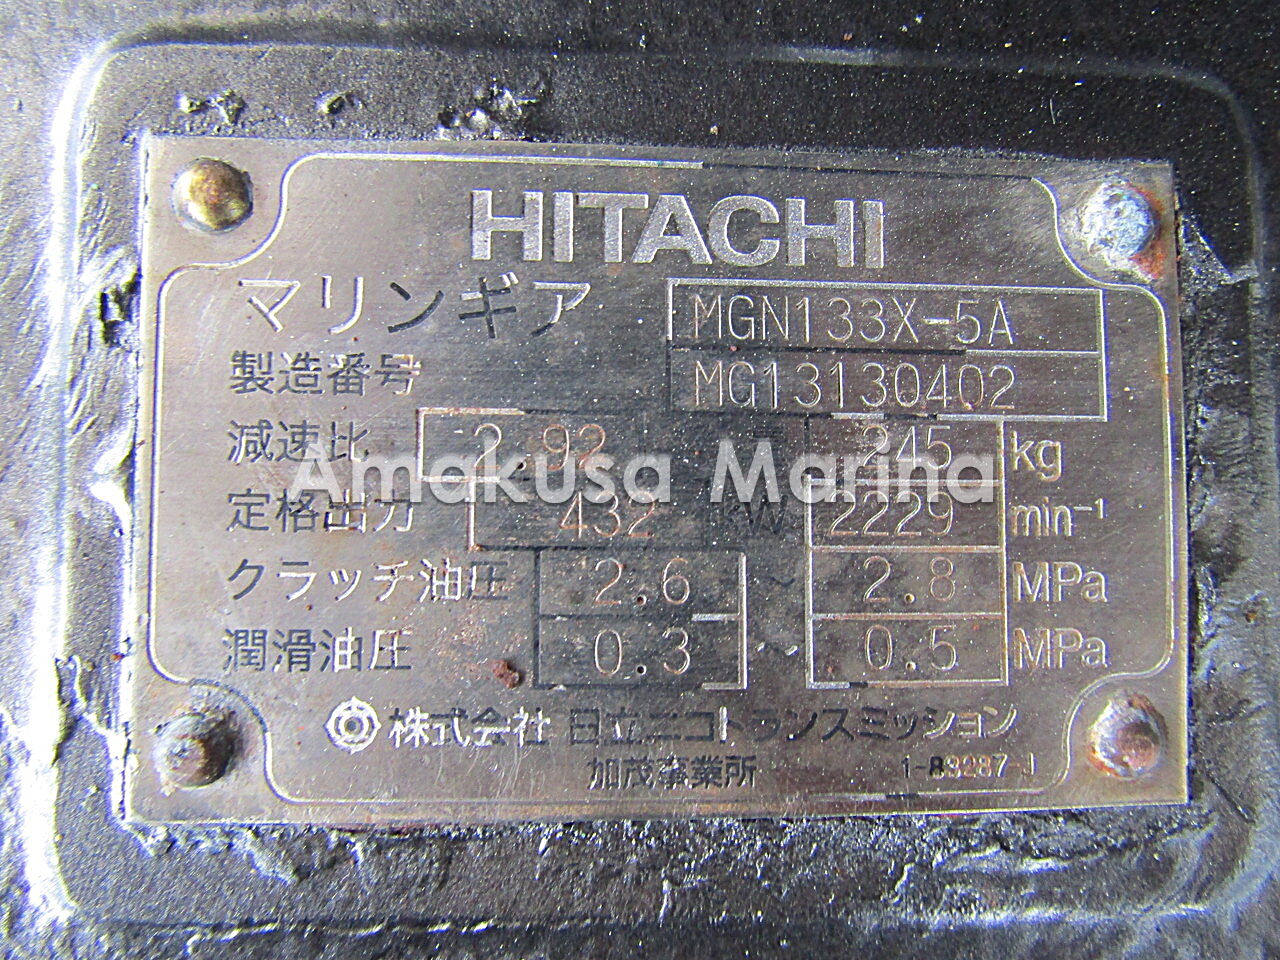 HITACHI
マリンギア MGN133X-5A
製造番号 MG13130402
減速比 2.92 245 kg
定格出力 432 kW 2229 min⁻¹
クラッチ油圧 2.6 ~ 2.8 MPa
潤滑油圧 0.3 ~ 0.5 MPa
株式会社 日立ニコトランスミッション
加茂事業所 1-83287-J
Amakusa Marina